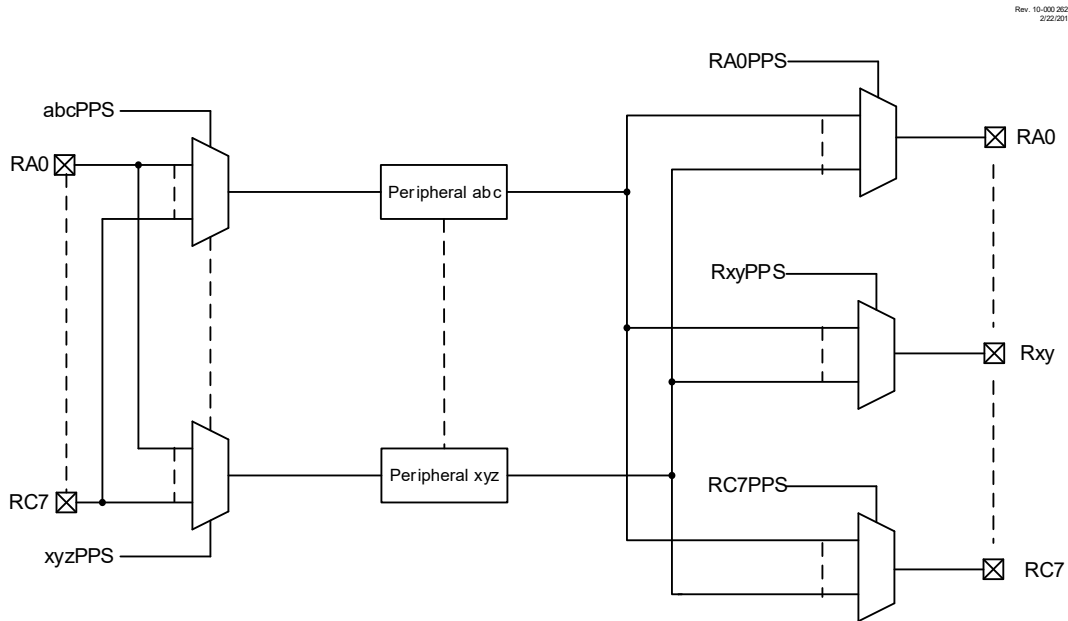 Rev. 10-000 262
2/22/201
RA0PPS
abcPPS
RA0
RA0
Peripheral abc
RxyPPS
Rxy
Peripheral xyz
RC7PPS
RC7
xyzPPS
RC7